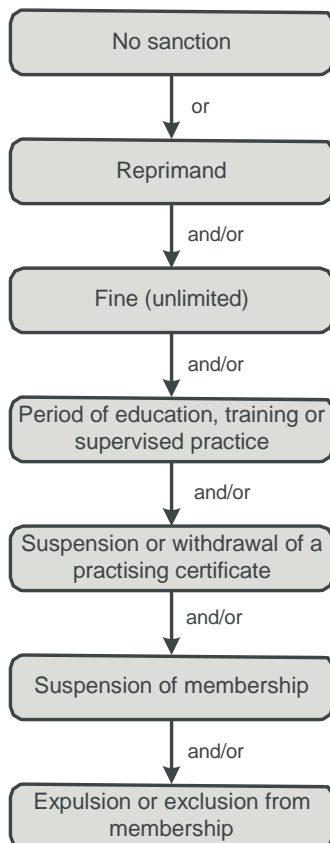 No sanction
or
Reprimand
and/or
Fine (unlimited)
and/or
Period of education, training or
supervised practice
and/or
Suspension or withdrawal of a
practising certificate
and/or
Suspension of membership
and/or
Expulsion or exclusion from
membership